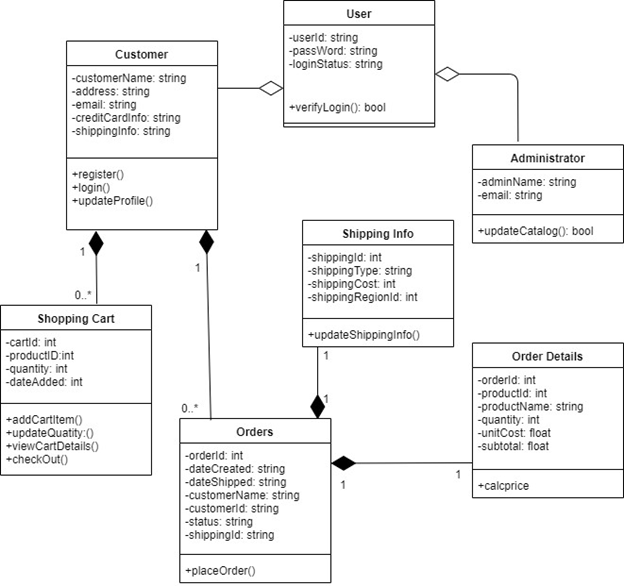 User
-userId: string
-passWord: string
-loginStatus: string
+verifyLogin(): bool
Customer
-customerName: string
-address: string
-email: string
-creditCardInfo: string
-shippingInfo: string
+register()
+login()
+updateProfile()
Administrator
-adminName: string
-email: string
+updateCatalog(): bool
1
0..*
1
0..*
Shipping Info
-shippingId: int
-shippingType: string
-shippingCost: int
-shippingRegionId: int
+updateShippingInfo()
1
1
Shopping Cart
-cartId: int
-productID:int
-quantity: int
-dateAdded: int
+addCartItem()
+updateQuatity:()
+viewCartDetails()
+checkOut()
Order Details
-orderId: int
-productId: int
-productName: string
-quantity: int
-unitCost: float
-subtotal: float
+calcprice
Orders
-orderId: int
-dateCreated: string
-dateShipped: string
-customerName: string
-customerId: string
-status: string
-shippingId: string
+placeOrder()
1
1